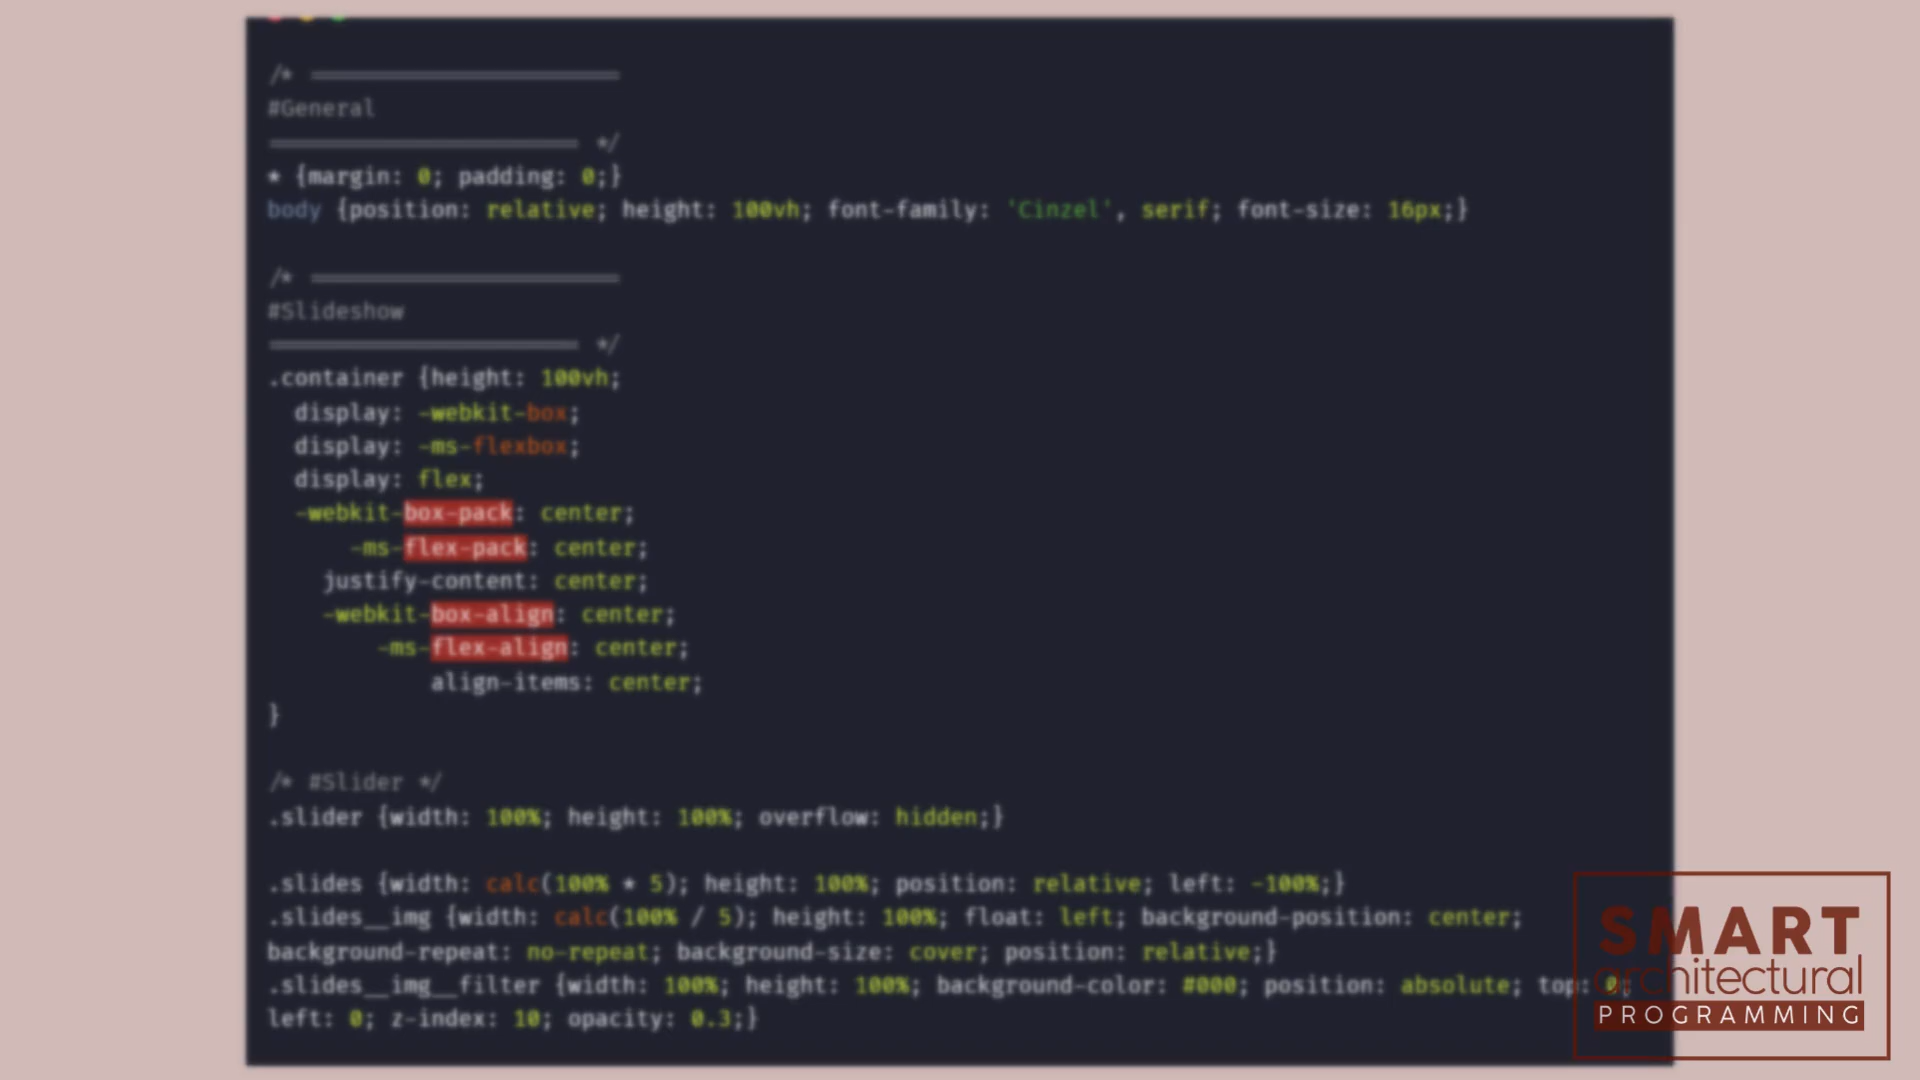 /* ═══════════════════════
#General
═══════════════════════ */
* {margin: 0; padding: 0;}
body {position: relative; height: 100vh; font-family: 'Cinzel', serif; font-size: 16px;}
/* ═══════════════════════
#Slideshow
═══════════════════════ */
.container {height: 100vh;
display: -webkit-box;
display: -ms-flexbox;
display: flex;
-webkit-box-pack: center;
-ms-flex-pack: center;
justify-content: center;
-webkit-box-align: center;
-ms-flex-align: center;
align-items: center;
}
/* #Slider */
.slider {width: 100%; height: 100%; overflow: hidden;}
.slides {width: calc(100% * 5); height: 100%; position: relative; left: -100%;}
.slides__img {width: calc(100% / 5); height: 100%; float: left; background-position: center;
background-repeat: no-repeat; background-size: cover; position: relative;}
.slides__img__filter {width: 100%; height: 100%; background-color: #000; position: absolute; top: 0;
left: 0; z-index: 10; opacity: 0.3;}
SMART
architectural
PROGRAMMING